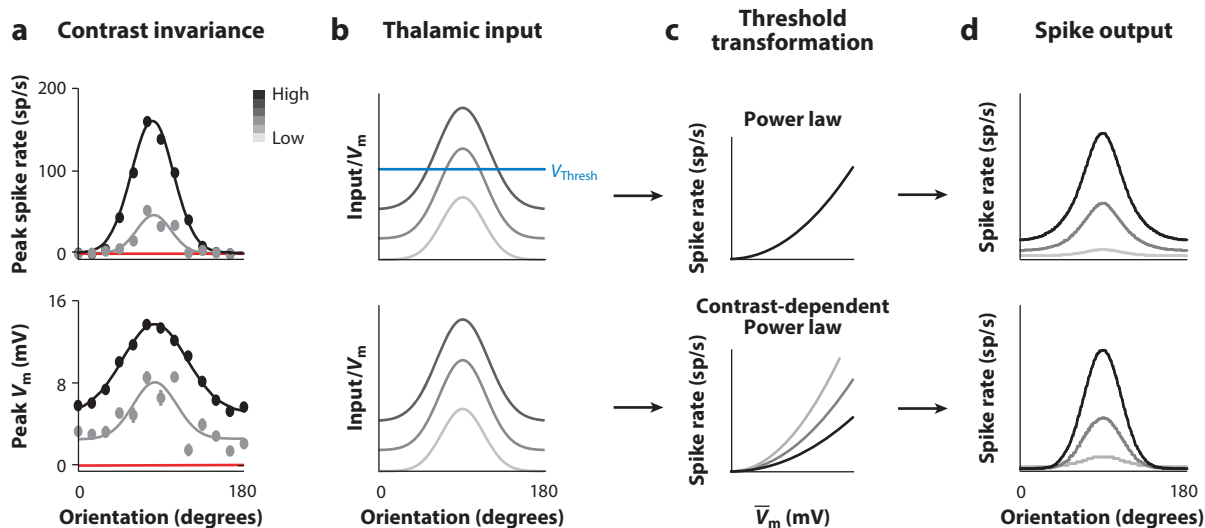 a Contrast invariance
b Thalamic input
c Threshold
transformation
d Spike output
Peak spike rate (sp/s)
200
100
0
High
Low
Input/Vm
VThresh
Power law
Spike rate (sp/s)
Spike rate (sp/s)
Peak Vm (mV)
16
8
0
0
180
Orientation (degrees)
Input/Vm
0
180
Orientation (degrees)
Contrast-dependent
Power law
Spike rate (sp/s)
V̅m (mV)
Spike rate (sp/s)
0
180
Orientation (degrees)